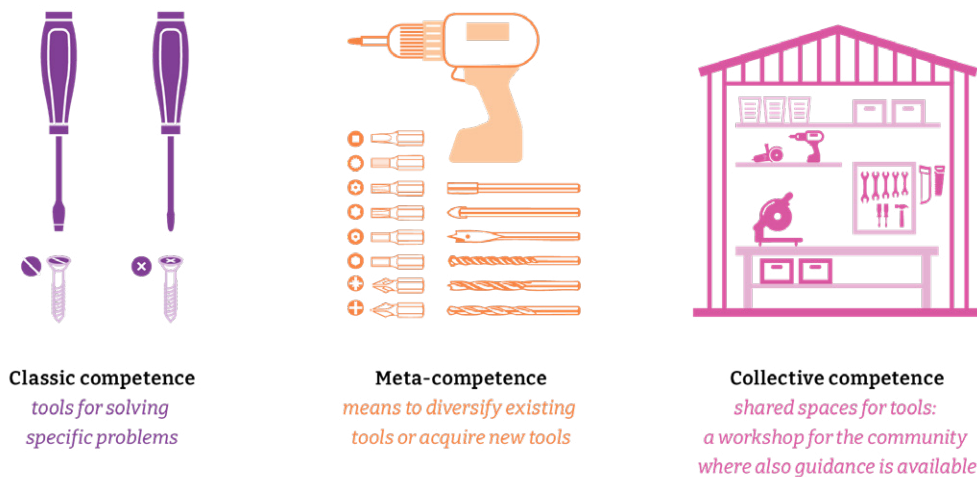 Classic competence
tools for solving
specific problems
Meta-competence
means to diversify existing
tools or acquire new tools
Collective competence
shared spaces for tools:
a workshop for the community
where also guidance is available